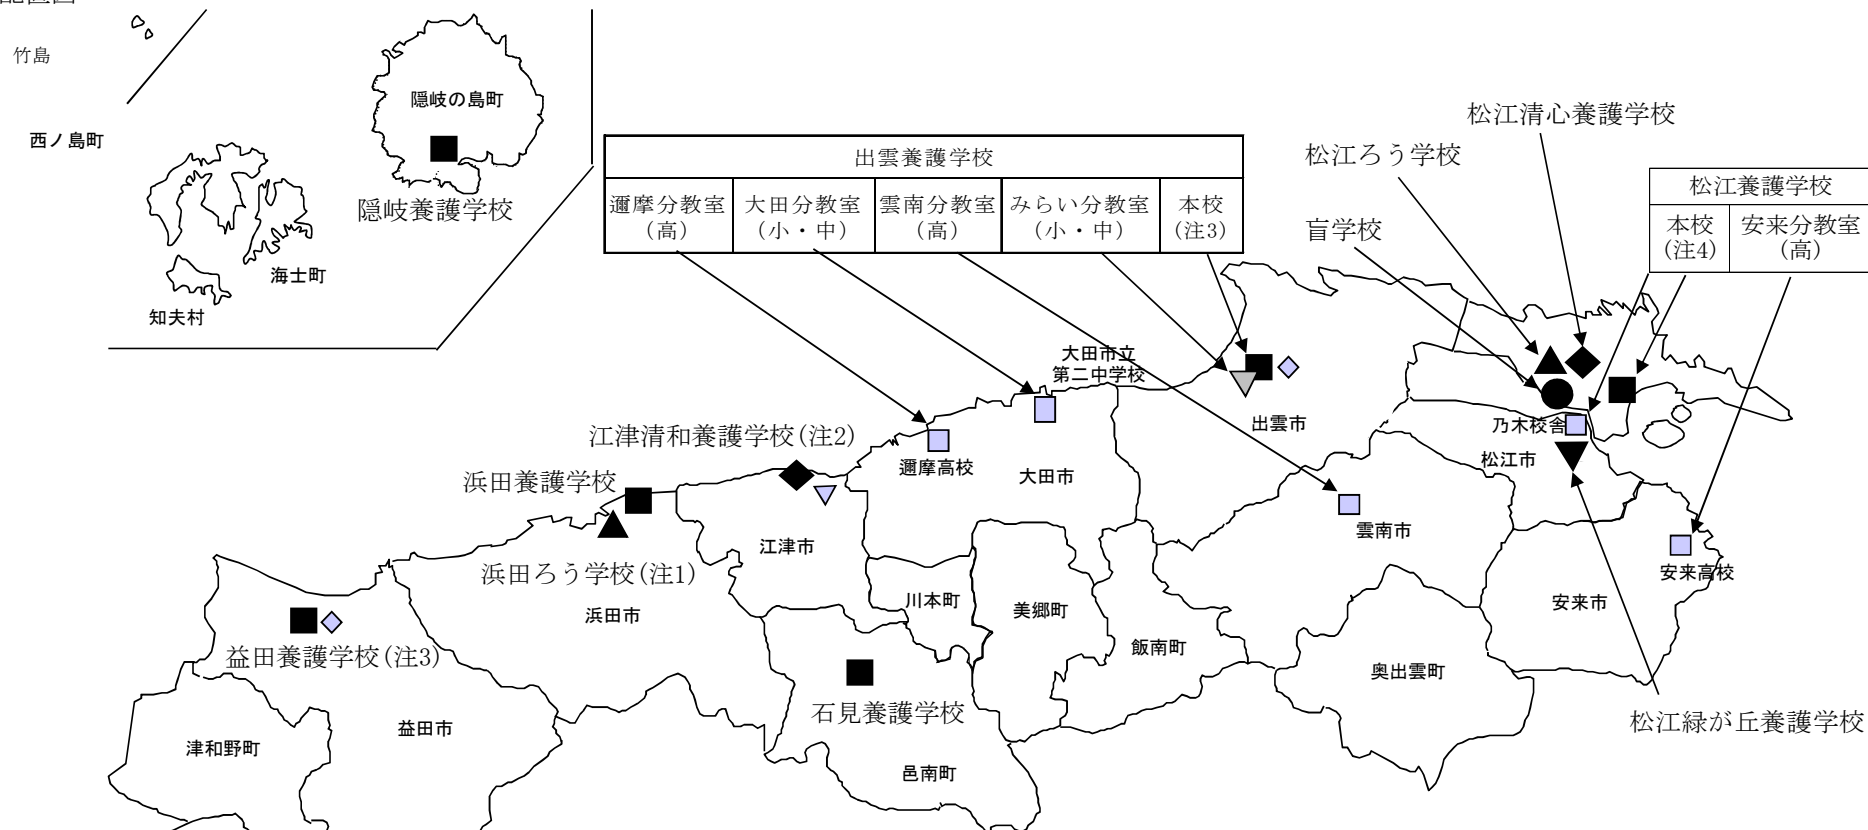 配置図
竹島
西ノ島町
隠岐の島町
隠岐養護学校
海士町
知夫村
出雲養護学校
邇摩分教室
(高)
大田分教室
(小・中)
雲南分教室
(高)
みらい分教室
(小・中)
本校
(注3)
松江清心養護学校
松江ろう学校
盲学校
松江養護学校
本校
(注4)
安来分教室
(高)
大田市立
第二中学校
出雲市
乃木校舎
松江市
江津清和養護学校(注2)
邇摩高校
大田市
浜田養護学校
雲南市
江津市
浜田ろう学校(注1)
安来高校
川本町
美郷町
安来市
浜田市
飯南町
益田養護学校(注3)
奥出雲町
石見養護学校
松江緑が丘養護学校
益田市
津和野町
邑南町